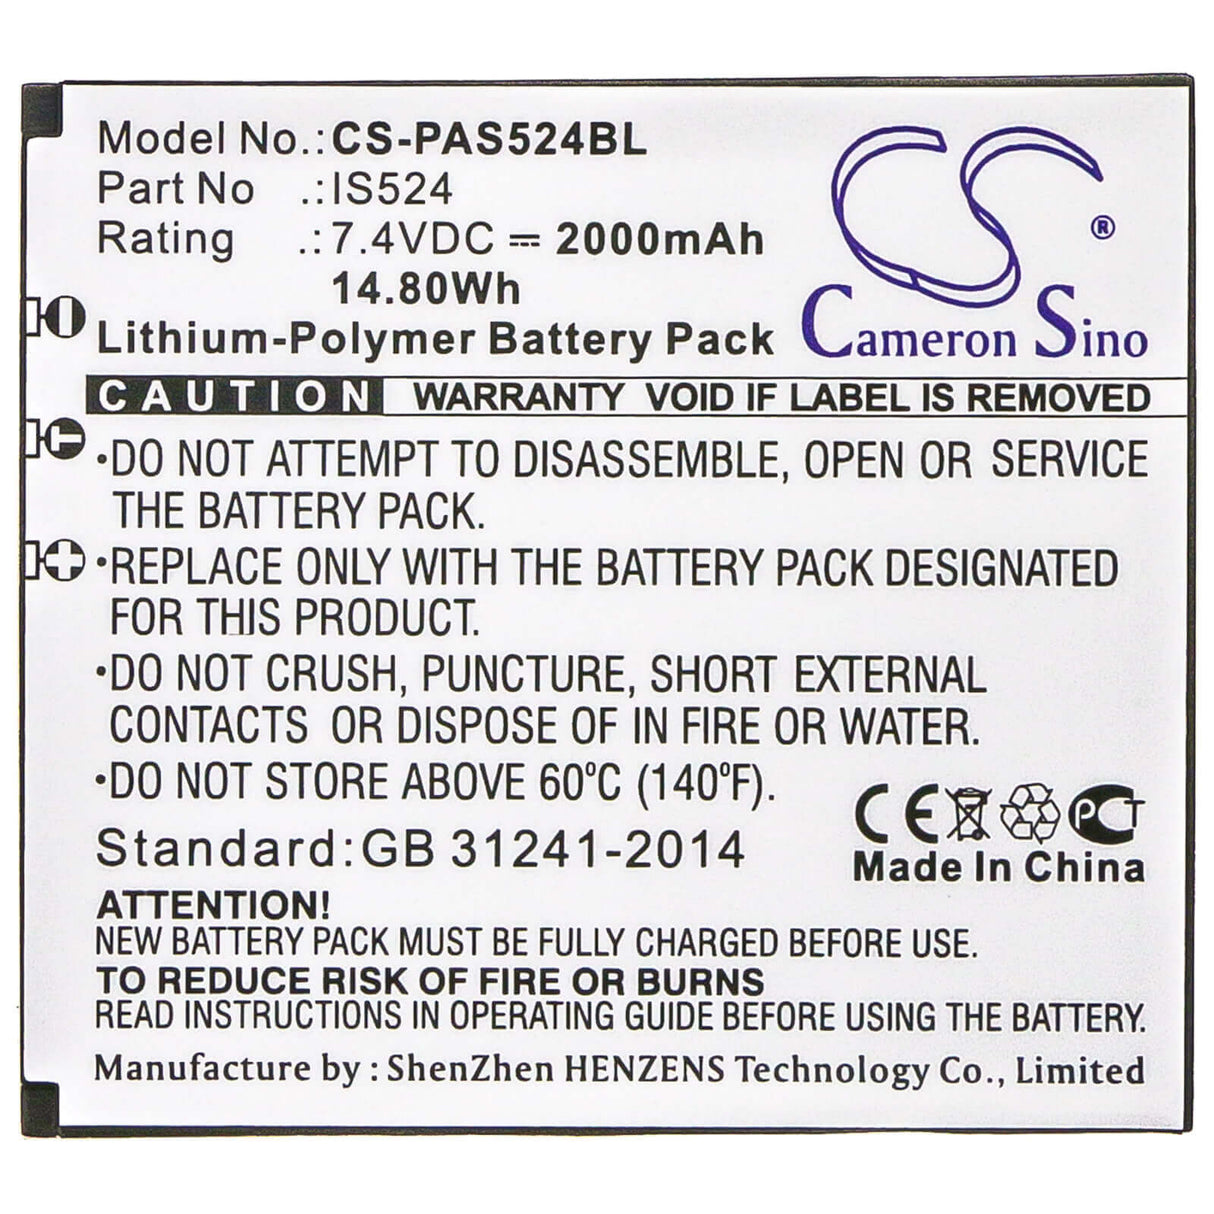 Model No.:CS-PAS524BL
Part No .:IS524
Rating .:7.4VDC ⎓ 2000mAh
14.80Wh
Lithium-Polymer Battery Pack
CS®
Cameron Sino
CAUTION WARRANTY VOID IF LABEL IS REMOVED
•DO NOT ATTEMPT TO DISASSEMBLE, OPEN OR SERVICE
THE BATTERY PACK.
•REPLACE ONLY WITH THE BATTERY PACK DESIGNATED
FOR THIS PRODUCT.
•DO NOT CRUSH, PUNCTURE, SHORT EXTERNAL
CONTACTS OR DISPOSE OF IN FIRE OR WATER.
•DO NOT STORE ABOVE 60ºC (140ºF).
Standard:GB 31241-2014
CE PCT
Made In China
ATTENTION!
NEW BATTERY PACK MUST BE FULLY CHARGED BEFORE USE.
TO REDUCE RISK OF FIRE OR BURNS
READ INSTRUCTIONS IN OPERATING GUIDE BEFORE USING THE BATTERY.
Manufacture by : ShenZhen HENZENS Technology Co., Limited
- T +